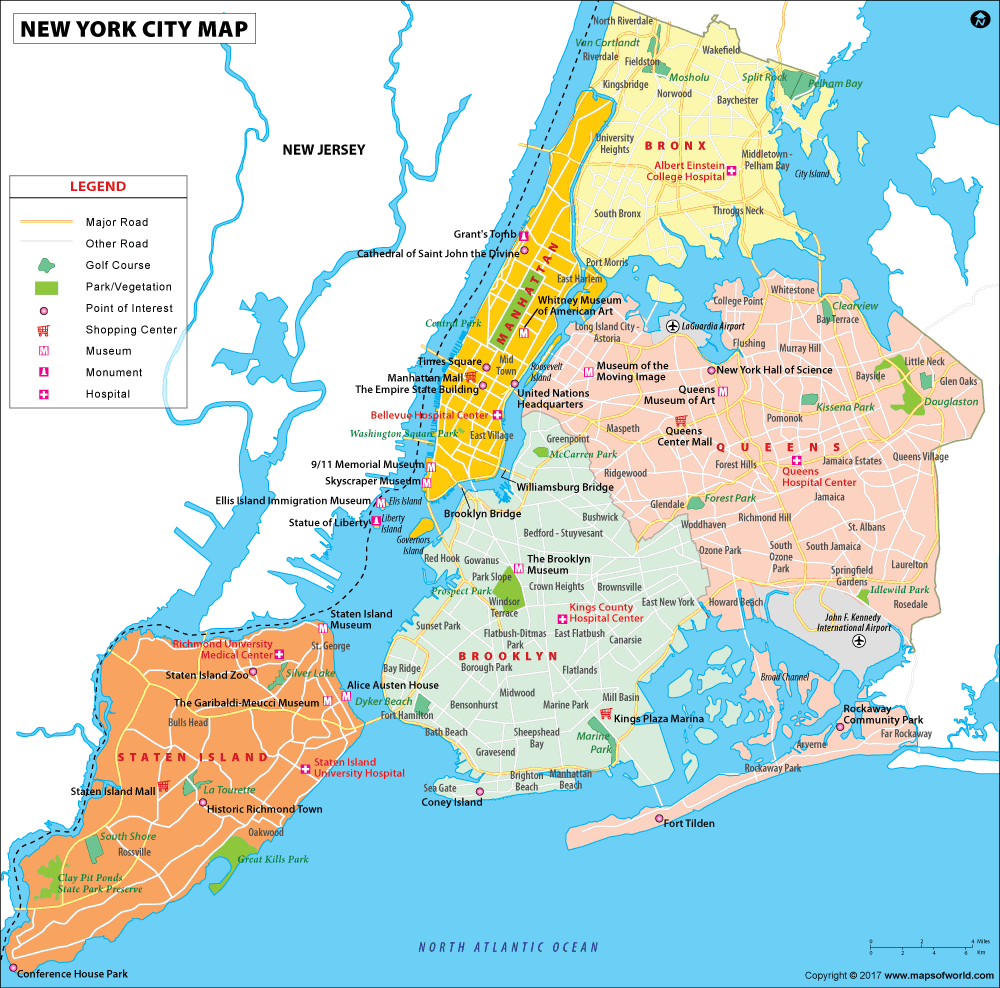 NEW YORK CITY MAP
N
NEW JERSEY
LEGEND
Major Road
Other Road
Golf Course
Park/Vegetation
Point of Interest
Shopping Center
M
Museum
Monument
Hospital
North Riverdale
Van Cortlandt
Riverdale
Fieldston
Wakefield
Mosholu
Split Rock
Pelham Bay
Kingsbridge
Norwood
Baychester
University
Heights
BRONX
Albert Einstein
College Hospital
Middletown -
Pelham Bay
City Island
South Bronx
Throggs Neck
Port Morris
Grant's Tomb
Cathedral of Saint John the Divine
MANHATTAN
East Harlem
Whitney Museum
of American Art
M
Central Park
Times Square
Mid
Town
Manhattan Mall
The Empire State Building
Roosevelt
Island
United Nations
Headquarters
Bellevue Hospital Center
Washington Square Park
East Village
9/11 Memorial Museum
M
Skyscraper Museum
M
Ellis Island Immigration Museum
M
Ellis Island
Statue of Liberty
Liberty
Island
Governors
Island
Williamsburg Bridge
Brooklyn Bridge
College Point
Whitestone
Clearview
Bay Terrace
Long Island City -
Astoria
LaGuardia Airport
Flushing
Murray Hill
M
Museum of the
Moving Image
New York Hall of Science
Little Neck
Bayside
Glen Oaks
Queens
Museum of Art
M
Kissena Park
Douglaston
Maspeth
Queens
Center Mall
Pomonok
QUEENS
Forest Hills
Jamaica Estates
Queens Village
Queens
Hospital Center
Ridgewood
Jamaica
Glendale
Forest Park
Richmond Hill
Wooddhaven
St. Albans
Ozone Park
South
Ozone
Park
South Jamaica
Laurelton
Springfield
Gardens
Idlewild Park
Rosedale
Howard Beach
John F. Kennedy
International Airport
Broad Channel
Rockaway
Community Park
Far Rockaway
Arverne
Rockaway Park
Fort Tilden
Greenpoint
McCarren Park
Bushwick
Bedford - Stuyvesant
Red Hook
Gowanus
M
The Brooklyn
Museum
Park Slope
Crown Heights
Brownsville
Prospect Park
Windsor
Terrace
East New York
Kings County
Hospital Center
Sunset Park
Flatbush-Ditmas
Park
East Flatbush
Canarsie
BROOKLYN
Bay Ridge
Borough Park
Flatlands
Dyker Beach
Midwood
Mill Basin
Bensonhurst
Marine Park
Fort Hamilton
Kings Plaza Marina
Bath Beach
Sheepshead
Bay
Marine
Park
Gravesend
Sea Gate
Brighton
Beach
Manhattan
Beach
Coney Island
Staten Island
Museum
M
Richmond University
Medical Center
St. George
Staten Island Zoo
Silver Lake
Alice Austen House
M
The Garibaldi-Meucci Museum
M
Bulls Head
STATEN ISLAND
Staten Island
University Hospital
Staten Island Mall
La Tourette
Historic Richmond Town
Oakwood
South Shore
Rossville
Great Kills Park
Clay Pit Ponds
State Park Preserve
Conference House Park
NORTH ATLANTIC OCEAN
0 2 4 Miles
0 2 4 6 Km
Copyright © 2017 www.mapsofworld.com